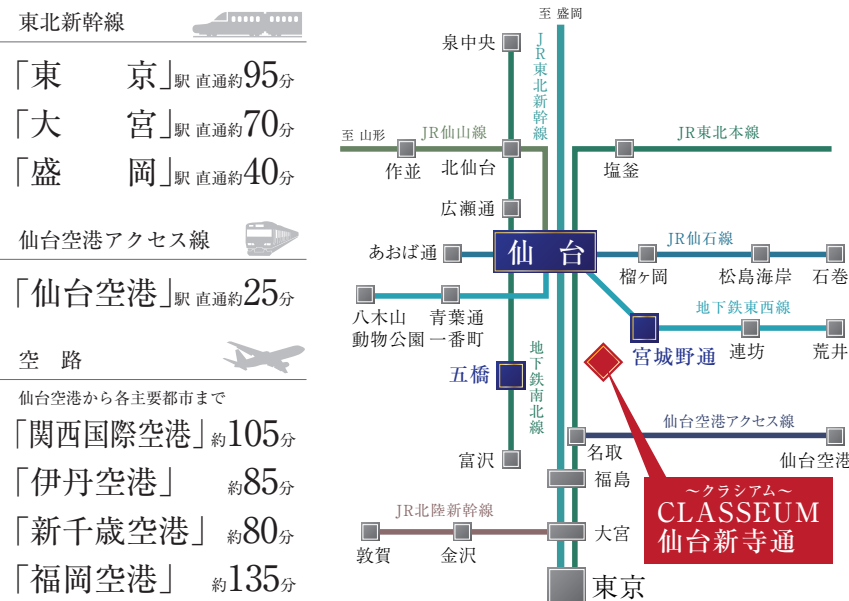 東北新幹線
「東京」駅 直通約95分
「大宮」駅 直通約70分
「盛岡」駅 直通約40分
仙台空港アクセス線
「仙台空港」駅 直通約25分
空路
仙台空港から各主要都市まで
「関西国際空港」約105分
「伊丹空港」約85分
「新千歳空港」約80分
「福岡空港」約135分
至 盛岡
泉中央
JR東北新幹線
至 山形
JR仙山線
JR東北本線
作並
北仙台
塩釜
広瀬通
あおば通
仙台
JR仙石線
榴ヶ岡
松島海岸
石巻
八木山
動物公園
青葉通
一番町
地下鉄東西線
宮城野通
連坊
荒井
五橋
地下鉄南北線
仙台空港アクセス線
富沢
名取
仙台空港
福島
JR北陸新幹線
敦賀
金沢
大宮
東京
～クラシアム～
CLASSEUM
仙台新寺通